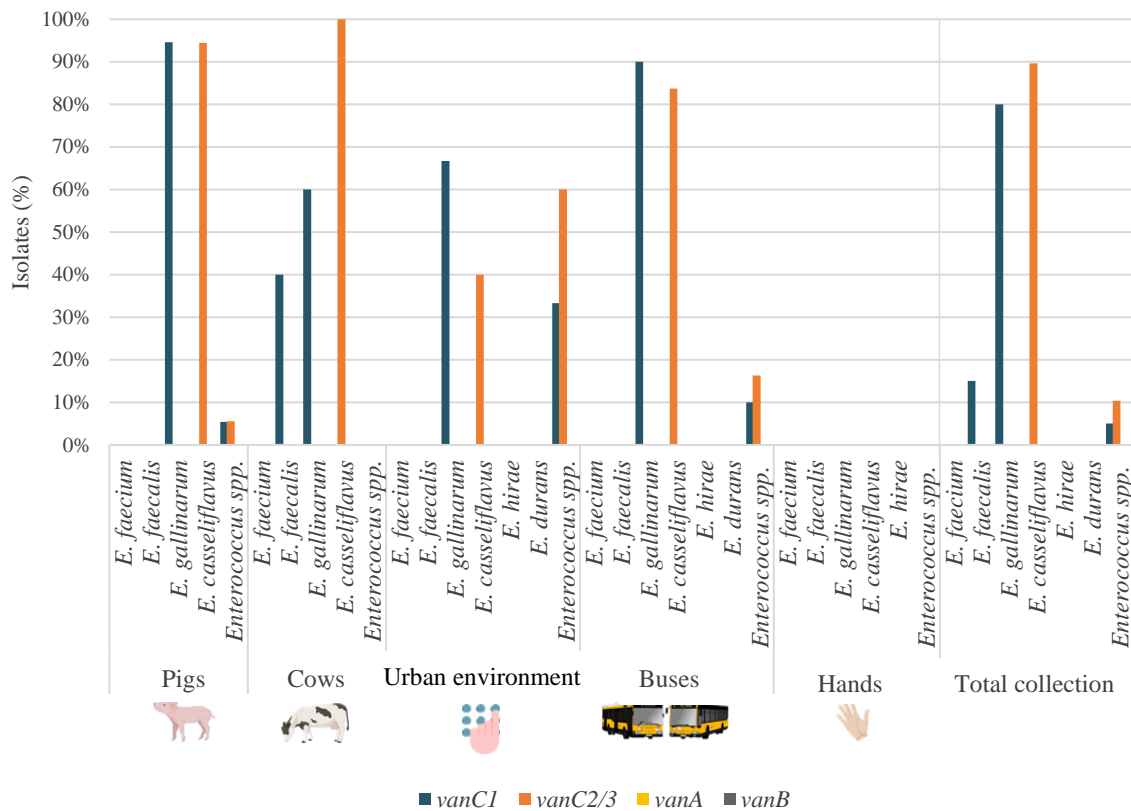 100%
90%
80%
70%
60%
50%
40%
30%
20%
10%
0%
Isolates (%)
E. faecium
E. faecalis
E. gallinarum
E. casseliflavus
Enterococcus spp.
E. faecium
E. faecalis
E. gallinarum
E. casseliflavus
Enterococcus spp.
E. faecium
E. faecalis
E. gallinarum
E. casseliflavus
E. hirae
E. durans
Enterococcus spp.
E. faecium
E. faecalis
E. gallinarum
E. casseliflavus
E. hirae
E. durans
Enterococcus spp.
E. faecium
E. faecalis
E. gallinarum
E. casseliflavus
E. hirae
Enterococcus spp.
E. faecium
E. faecalis
E. gallinarum
E. casseliflavus
E. hirae
E. durans
Enterococcus spp.
Pigs
Cows
Urban environment
Buses
Hands
Total collection
vanC1
vanC2/3
vanA
vanB